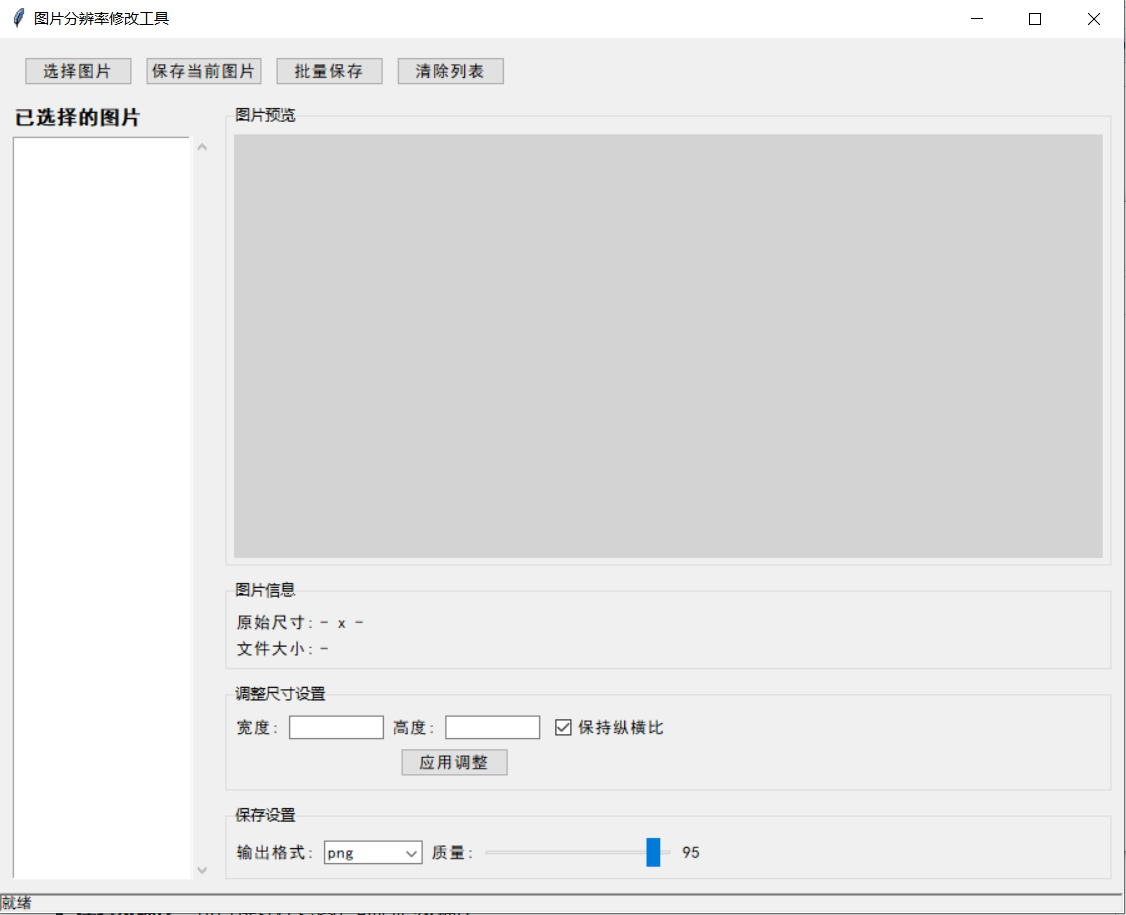 图片分辨率修改工具
选择图片 保存当前图片 批量保存 清除列表
已选择的图片
图片预览
图片信息
原始尺寸: - x -
文件大小: -
调整尺寸设置
宽度: 高度: 保持纵横比
应用调整
保存设置
输出格式: png 质量: 95
就绪